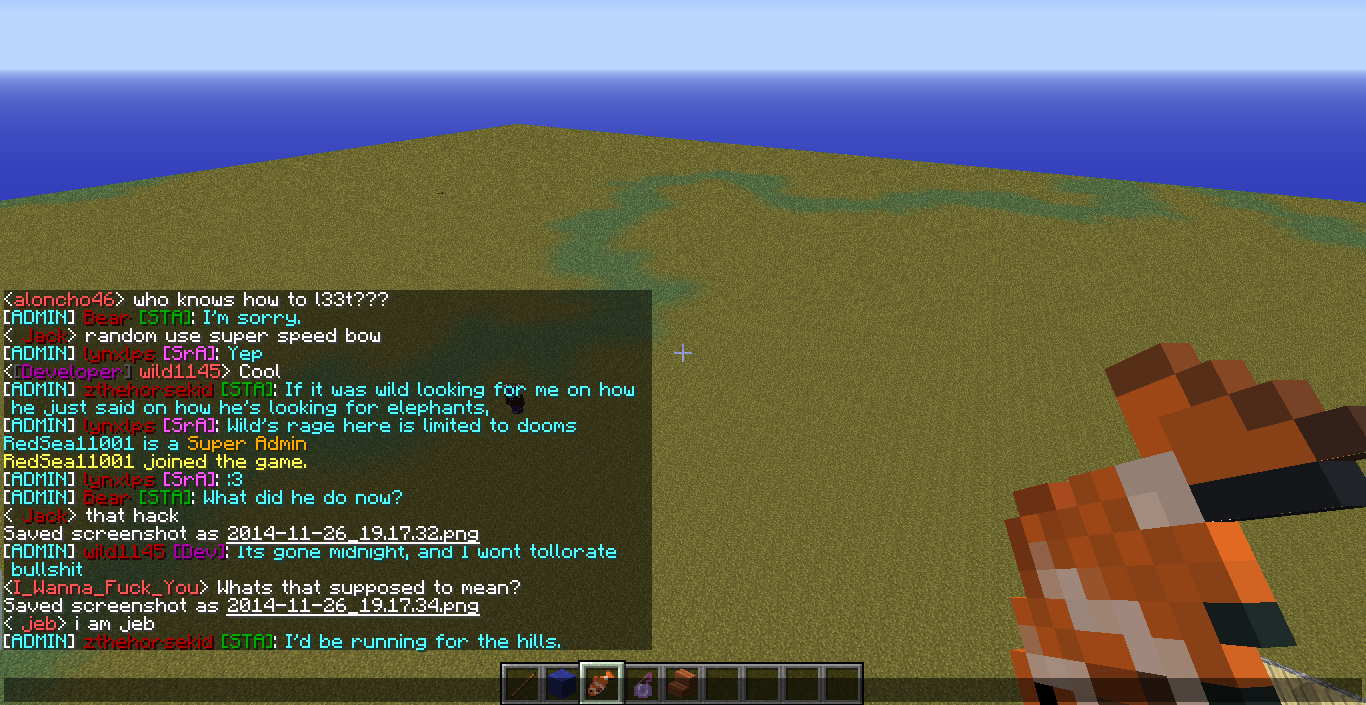 <aloncho46> who knows how to l33t???
[ADMIN] Bear [STA]: I'm sorry.
< Jack> random use super speed bow
[ADMIN] lynxlps [SrA]: Yep
<[Developer] wild1145> Cool
[ADMIN] zthehorsekid [STA]: If it was wild looking for me on how
he just said on how he's looking for elephants,
[ADMIN] lynxlps [SrA]: Wild's rage here is limited to dooms
RedSea11001 is a Super Admin
RedSea11001 joined the game.
[ADMIN] lynxlps [SrA]: :3
[ADMIN] Bear [STA]: What did he do now?
< Jack> that hack
Saved screenshot as 2014-11-26_19.17.32.png
[ADMIN] wild1145 [Dev]: Its gone midnight, and I wont tollorate
bullshit
<I_Wanna_Fuck_You> Whats that supposed to mean?
Saved screenshot as 2014-11-26_19.17.34.png
< jeb> i am jeb
[ADMIN] zthehorsekid [STA]: I'd be running for the hills.